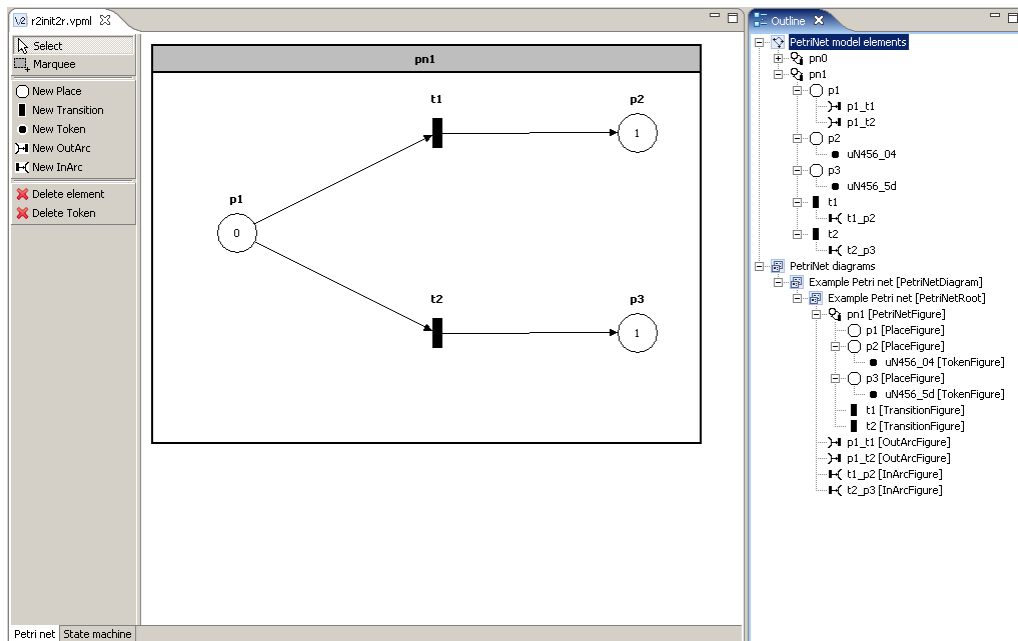 r2init2r.vpml
Select
Marquee
New Place
New Transition
New Token
New OutArc
New InArc
Delete element
Delete Token
pn1
t1
p2
1
p1
0
t2
p3
1
Petri net
State machine
Outline
PetriNet model elements
pn0
pn1
p1
p1_t1
p1_t2
p2
uN456_04
p3
uN456_5d
t1
t1_p2
t2
t2_p3
PetriNet diagrams
Example Petri net [PetriNetDiagram]
Example Petri net [PetriNetRoot]
pn1 [PetriNetFigure]
p1 [PlaceFigure]
p2 [PlaceFigure]
uN456_04 [TokenFigure]
p3 [PlaceFigure]
uN456_5d [TokenFigure]
t1 [TransitionFigure]
t2 [TransitionFigure]
p1_t1 [OutArcFigure]
p1_t2 [OutArcFigure]
t1_p2 [InArcFigure]
t2_p3 [InArcFigure]